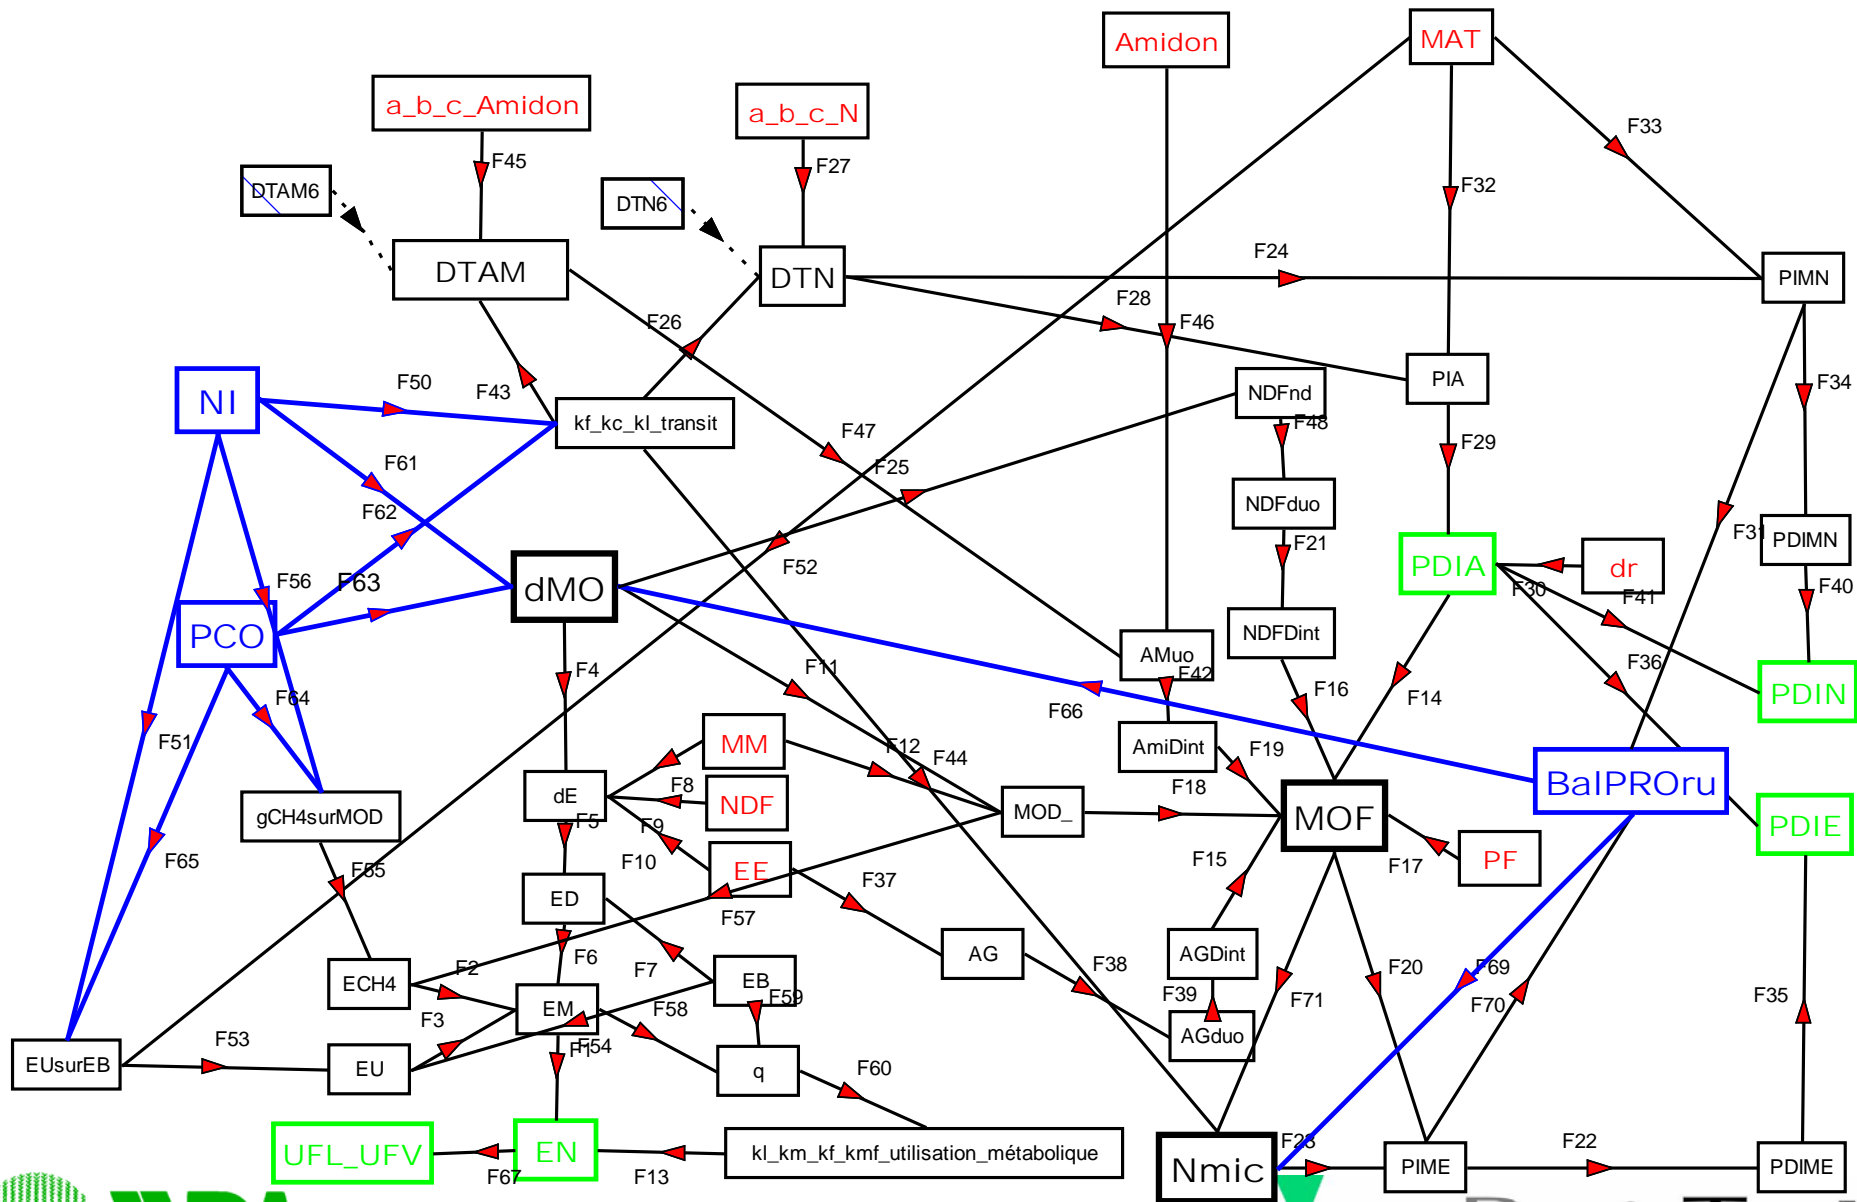 Amidon
MAT
a_b_c_Amidon
a_b_c_N
F33
F45
F27
DTAM6
DTN6
F32
DTAM
DTN
F24
PIMN
F28
F26
F46
NI
F50
F43
kf_kc_kl_transit
NDFnd
PIA
F34
F48
F47
F29
F61
F25
F62
NDFduo
F31
PDIMN
F21
F52
PDIA
dr
F56
F63
dMO
F30
F41
F40
PCO
NDFDint
AMuo
F4
F11
F42
F36
F64
F16
F14
PDIN
F66
F51
MM
F12
F44
AmiDint
F19
BalPROru
F8
dE
NDF
F18
gCH4surMOD
MOD_
MOF
PDIE
F5
F9
F65
F55
F10
EE
F15
F17
PF
F37
ED
F57
F6
F7
AG
AGDint
ECH4
F2
EB
F38
F20
F69
F39
F59
F3
EM
F58
F71
F70
F35
F53
F1
F54
AGduo
EUsurEB
EU
q
F60
UFL_UFV
EN
kl_km_kf_kmf_utilisation_métabolique
F67
F13
Nmic
F23
PIME
F22
PDIME